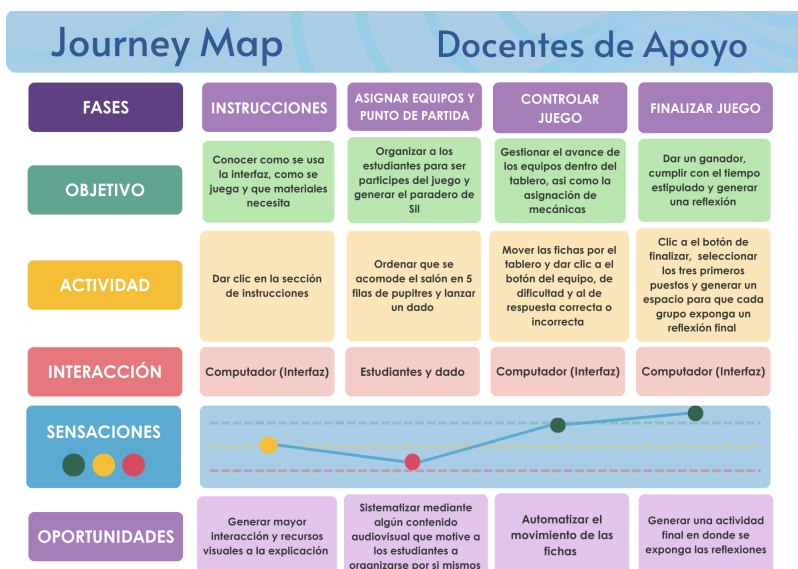 Journey Map
Docentes de Apoyo
FASES
INSTRUCCIONES
ASIGNAR EQUIPOS Y
PUNTO DE PARTIDA
CONTROLAR
JUEGO
FINALIZAR JUEGO
OBJETIVO
Conocer como se usa
la interfaz, como se
juega y que materiales
necesita
Organizar a los
estudiantes para ser
participes del juego y
generar el paradero de
Sil
Gestionar el avance de
los equipos dentro del
tablero, asi como la
asignación de
mecánicas
Dar un ganador,
cumplir con el tiempo
estipulado y generar
una reflexión
ACTIVIDAD
Dar clic en la sección
de instrucciones
Ordenar que se
acomode el salón en 5
filas de pupitres y lanzar
un dado
Mover las fichas por el
tablero y dar clic a el
botón del equipo, de
dificultad y al de
respuesta correcta o
incorrecta
Clic a el botón de
finalizar, seleccionar
los tres primeros
puestos y generar un
espacio para que cada
grupo exponga un
reflexión final
INTERACCIÓN
Computador (Interfaz)
Estudiantes y dado
Computador (Interfaz)
Computador (Interfaz)
SENSACIONES
OPORTUNIDADES
Generar mayor
interacción y recursos
visuales a la explicación
Sistematizar mediante
algún contenido
audiovisual que motive a
los estudiantes a
organizarse por si mismos
Automatizar el
movimiento de las
fichas
Generar una actividad
final en donde se
exponga las reflexiones